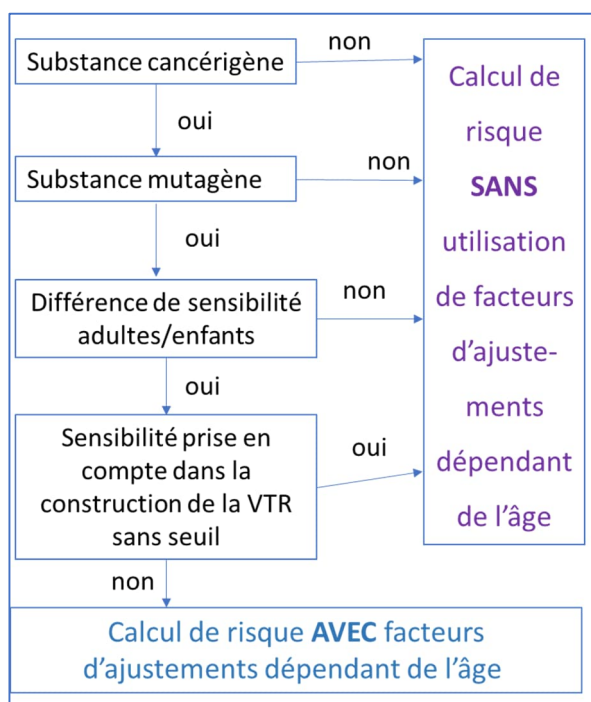 Substance cancérigène
non
oui
Substance mutagène
non
oui
Différence de sensibilité
adultes/enfants
non
oui
Sensibilité prise en
compte dans la
construction de la VTR
sans seuil
oui
non
Calcul de
risque
SANS
utilisation
de facteurs
d'ajuste-
ments
dépendant
de l'âge
Calcul de risque AVEC facteurs
d'ajustements dépendant de l'âge